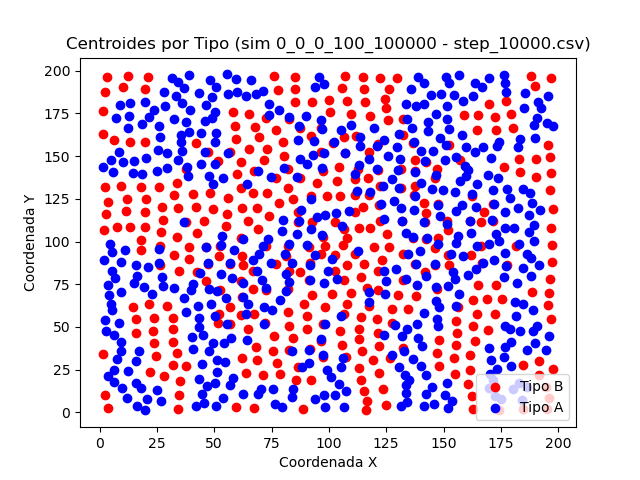 Centroides por Tipo (sim 0_0_0_100_100000 - step_10000.csv)
200
175
150
125
100
75
50
25
0
Coordenada Y
0 25 50 75 100 125 150 175 200
Coordenada X
Tipo B
Tipo A